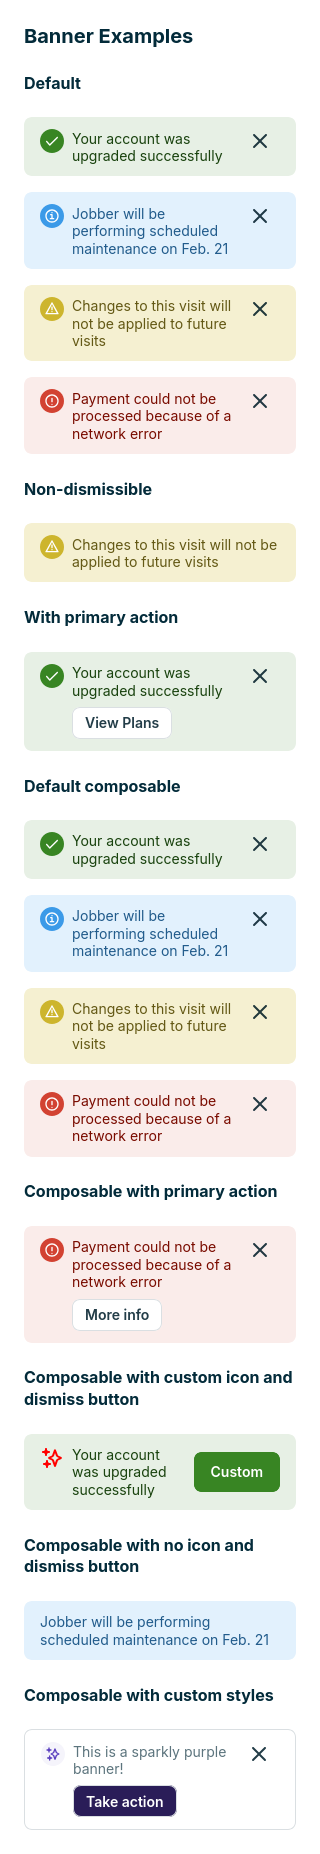 Banner Examples
Default
Your account was
upgraded successfully
Jobber will be
performing scheduled
maintenance on Feb. 21
Changes to this visit will
not be applied to future
visits
Payment could not be
processed because of a
network error
Non-dismissible
Changes to this visit will not be
applied to future visits
With primary action
Your account was
upgraded successfully
View Plans
Default composable
Your account was
upgraded successfully
Jobber will be
performing scheduled
maintenance on Feb. 21
Changes to this visit will
not be applied to future
visits
Payment could not be
processed because of a
network error
Composable with primary action
Payment could not be
processed because of a
network error
More info
Composable with custom icon and
dismiss button
Your account
was upgraded
successfully
Custom
Composable with no icon and
dismiss button
Jobber will be performing
scheduled maintenance on Feb. 21
Composable with custom styles
This is a sparkly purple
banner!
Take action